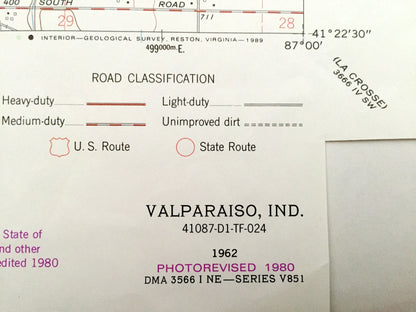 400 SOUTH ROAD
29
711
28
INTERIOR—GEOLOGICAL SURVEY, RESTON, VIRGINIA—1989
499000m.E.
41°22'30"
87°00'
(LA CROSSE)
3666 IV SW
ROAD CLASSIFICATION
Heavy-duty Light-duty
Medium-duty Unimproved dirt
U. S. Route State Route
VALPARAISO, IND.
41087-D1-TF-024
State of
nd other
edited 1980
1962
PHOTOREVISED 1980
DMA 3566 I NE—SERIES V851